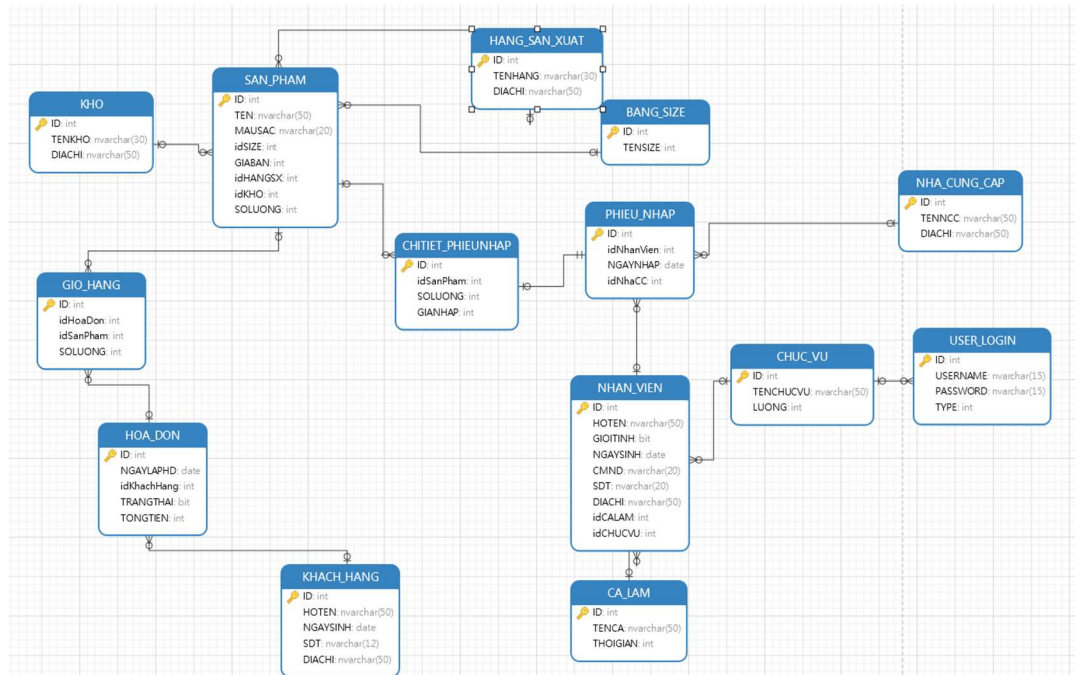 HANG_SAN_XUAT
ID: int
TENHANG: nvarchar(30)
DIACHI: nvarchar(50)
SAN_PHAM
ID: int
TEN: nvarchar(50)
MAUSAC: nvarchar(20)
idSIZE: int
GIABAN: int
idHANGSX: int
idKHO: int
SOLUONG: int
KHO
ID: int
TENKHO: nvarchar(30)
DIACHI: nvarchar(50)
BANG_SIZE
ID: int
TENSIZE: int
NHA_CUNG_CAP
ID: int
TENNCC: nvarchar(50)
DIACHI: nvarchar(50)
PHIEU_NHAP
ID: int
idNhanVien: int
NGAYNHAP: date
idNhaCC: int
CHITIET_PHIEUNHAP
ID: int
idSanPham: int
SOLUONG: int
GIANHAP: int
GIO_HANG
ID: int
idHoaDon: int
idSanPham: int
SOLUONG: int
USER_LOGIN
ID: int
USERNAME: nvarchar(15)
PASSWORD: nvarchar(15)
TYPE: int
CHUC_VU
ID: int
TENCHUCVU: nvarchar(50)
LUONG: int
NHAN_VIEN
ID: int
HOTEN: nvarchar(50)
GIOITINH: bit
NGAYSINH: date
CMND: nvarchar(20)
SDT: nvarchar(20)
DIACHI: nvarchar(50)
idCALAM: int
idCHUCVU: int
HOA_DON
ID: int
NGAYLAPHD: date
idKhachHang: int
TRANGTHAI: bit
TONGTIEN: int
KHACH_HANG
ID: int
HOTEN: nvarchar(50)
NGAYSINH: date
SDT: nvarchar(12)
DIACHI: nvarchar(50)
CA_LAM
ID: int
TENCA: nvarchar(50)
THOIGIAN: int